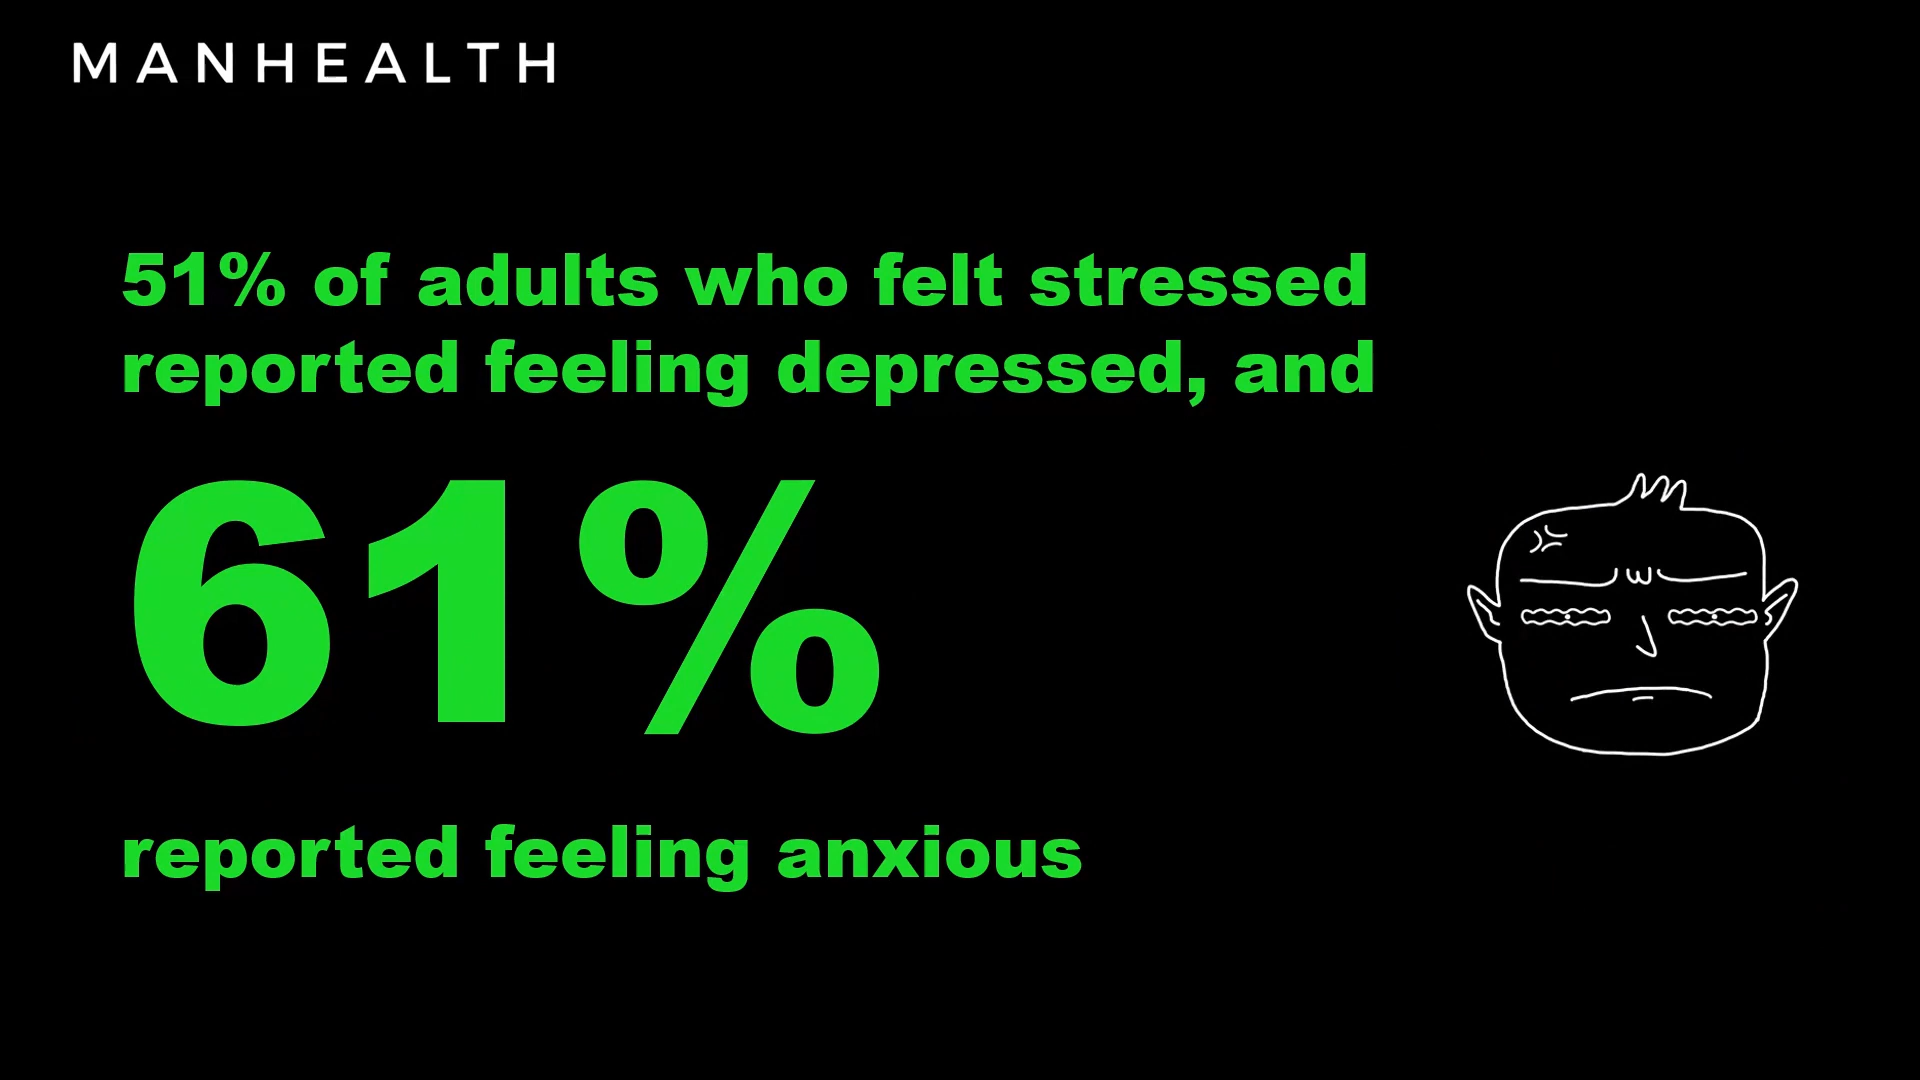 MANHEALTH
51% of adults who felt stressed
reported feeling depressed, and
61%
reported feeling anxious